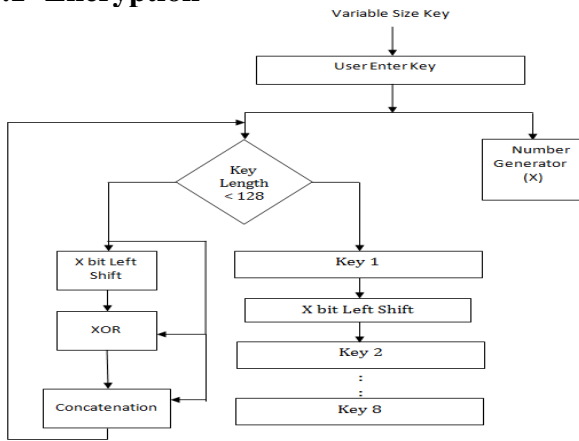 Encryption
Variable Size Key
User Enter Key
Number
Generator
(X)
Key
Length
< 128
X bit Left
Shift
XOR
Concatenation
Key 1
X bit Left Shift
Key 2
:
:
Key 8